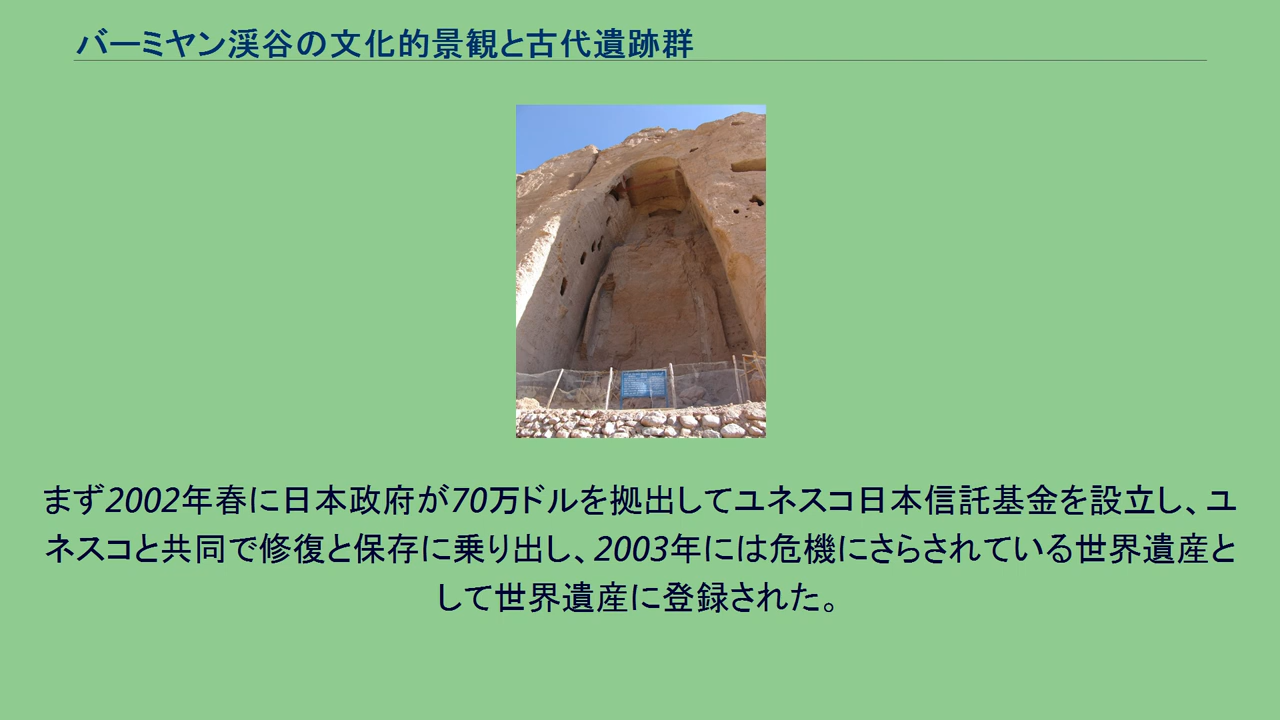 バーミヤン渓谷の文化的景観と古代遺跡群
まず2002年春に日本政府が70万ドルを拠出してユネスコ日本信託基金を設立し、ユ
ネスコと共同で修復と保存に乗り出し、2003年には危機にさらされている世界遺産と
して世界遺産に登録された。